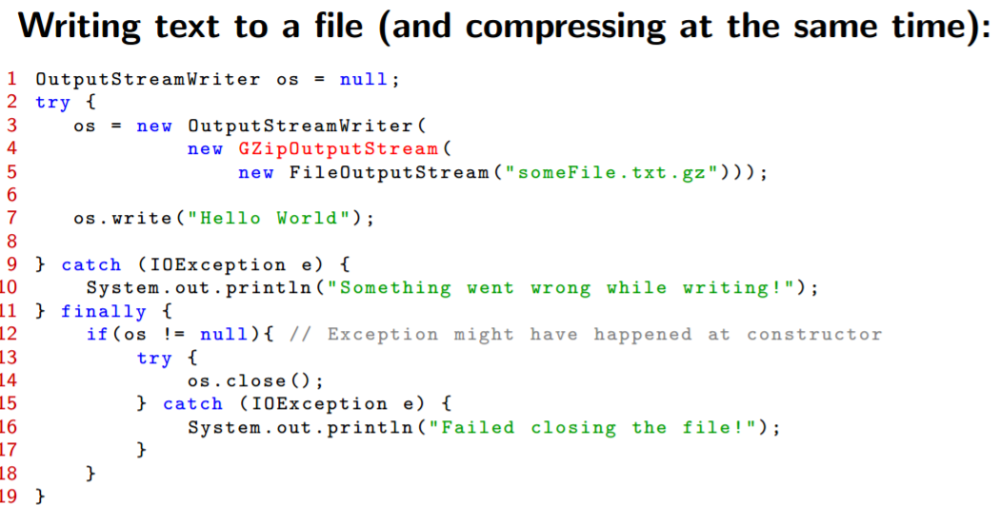 Writing text to a file (and compressing at the same time):
1 OutputStreamWriter os = null;
2 try {
3    os = new OutputStreamWriter(
4             new GZipOutputStream(
5                 new FileOutputStream("someFile.txt.gz")));
6
7    os.write("Hello World");
8
9 } catch (IOException e) {
10     System.out.println("Something went wrong while writing!");
11 } finally {
12     if(os != null){ // Exception might have happened at constructor
13         try {
14             os.close();
15         } catch (IOException e) {
16             System.out.println("Failed closing the file!");
17         }
18     }
19 }